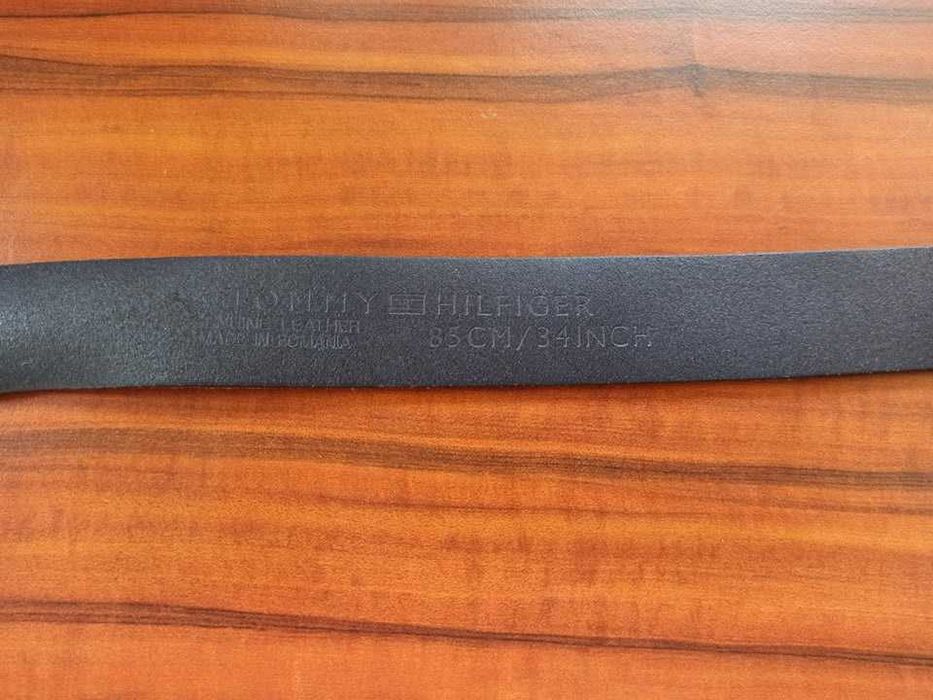 TOMMY HILFIGER
GENUINE LEATHER
MADE IN ROMANIA
85CM/34INCH